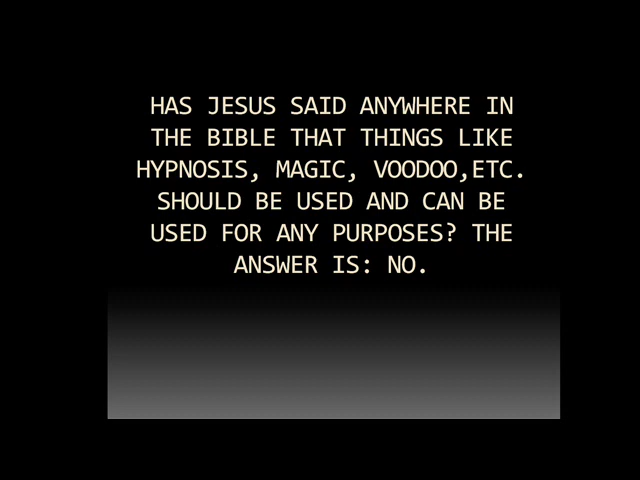 HAS JESUS SAID ANYWHERE IN
THE BIBLE THAT THINGS LIKE
HYPNOSIS, MAGIC, VOODOO,ETC.
SHOULD BE USED AND CAN BE
USED FOR ANY PURPOSES? THE
ANSWER IS: NO.